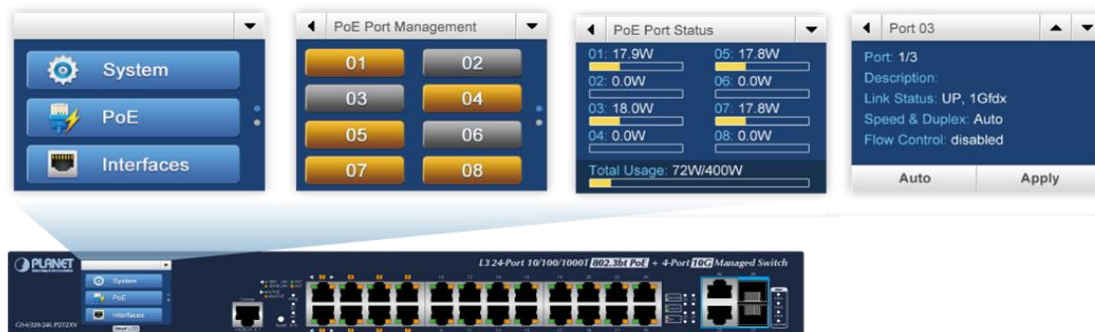 System
PoE
Interfaces
PoE Port Management
01 02
03 04
05 06
07 08
PoE Port Status
01: 17.9W 05: 17.8W
02: 0.0W 06: 0.0W
03: 18.0W 07: 17.8W
04: 0.0W 08: 0.0W
Total Usage: 72W/400W
Port 03
Port: 1/3
Description:
Link Status: UP, 1Gfdx
Speed & Duplex: Auto
Flow Control: disabled
Auto Apply
PLANET
L3 24-Port 10/100/1000T 802.3bt PoE + 4-Port 10G Managed Switch
System
PoE
Interfaces